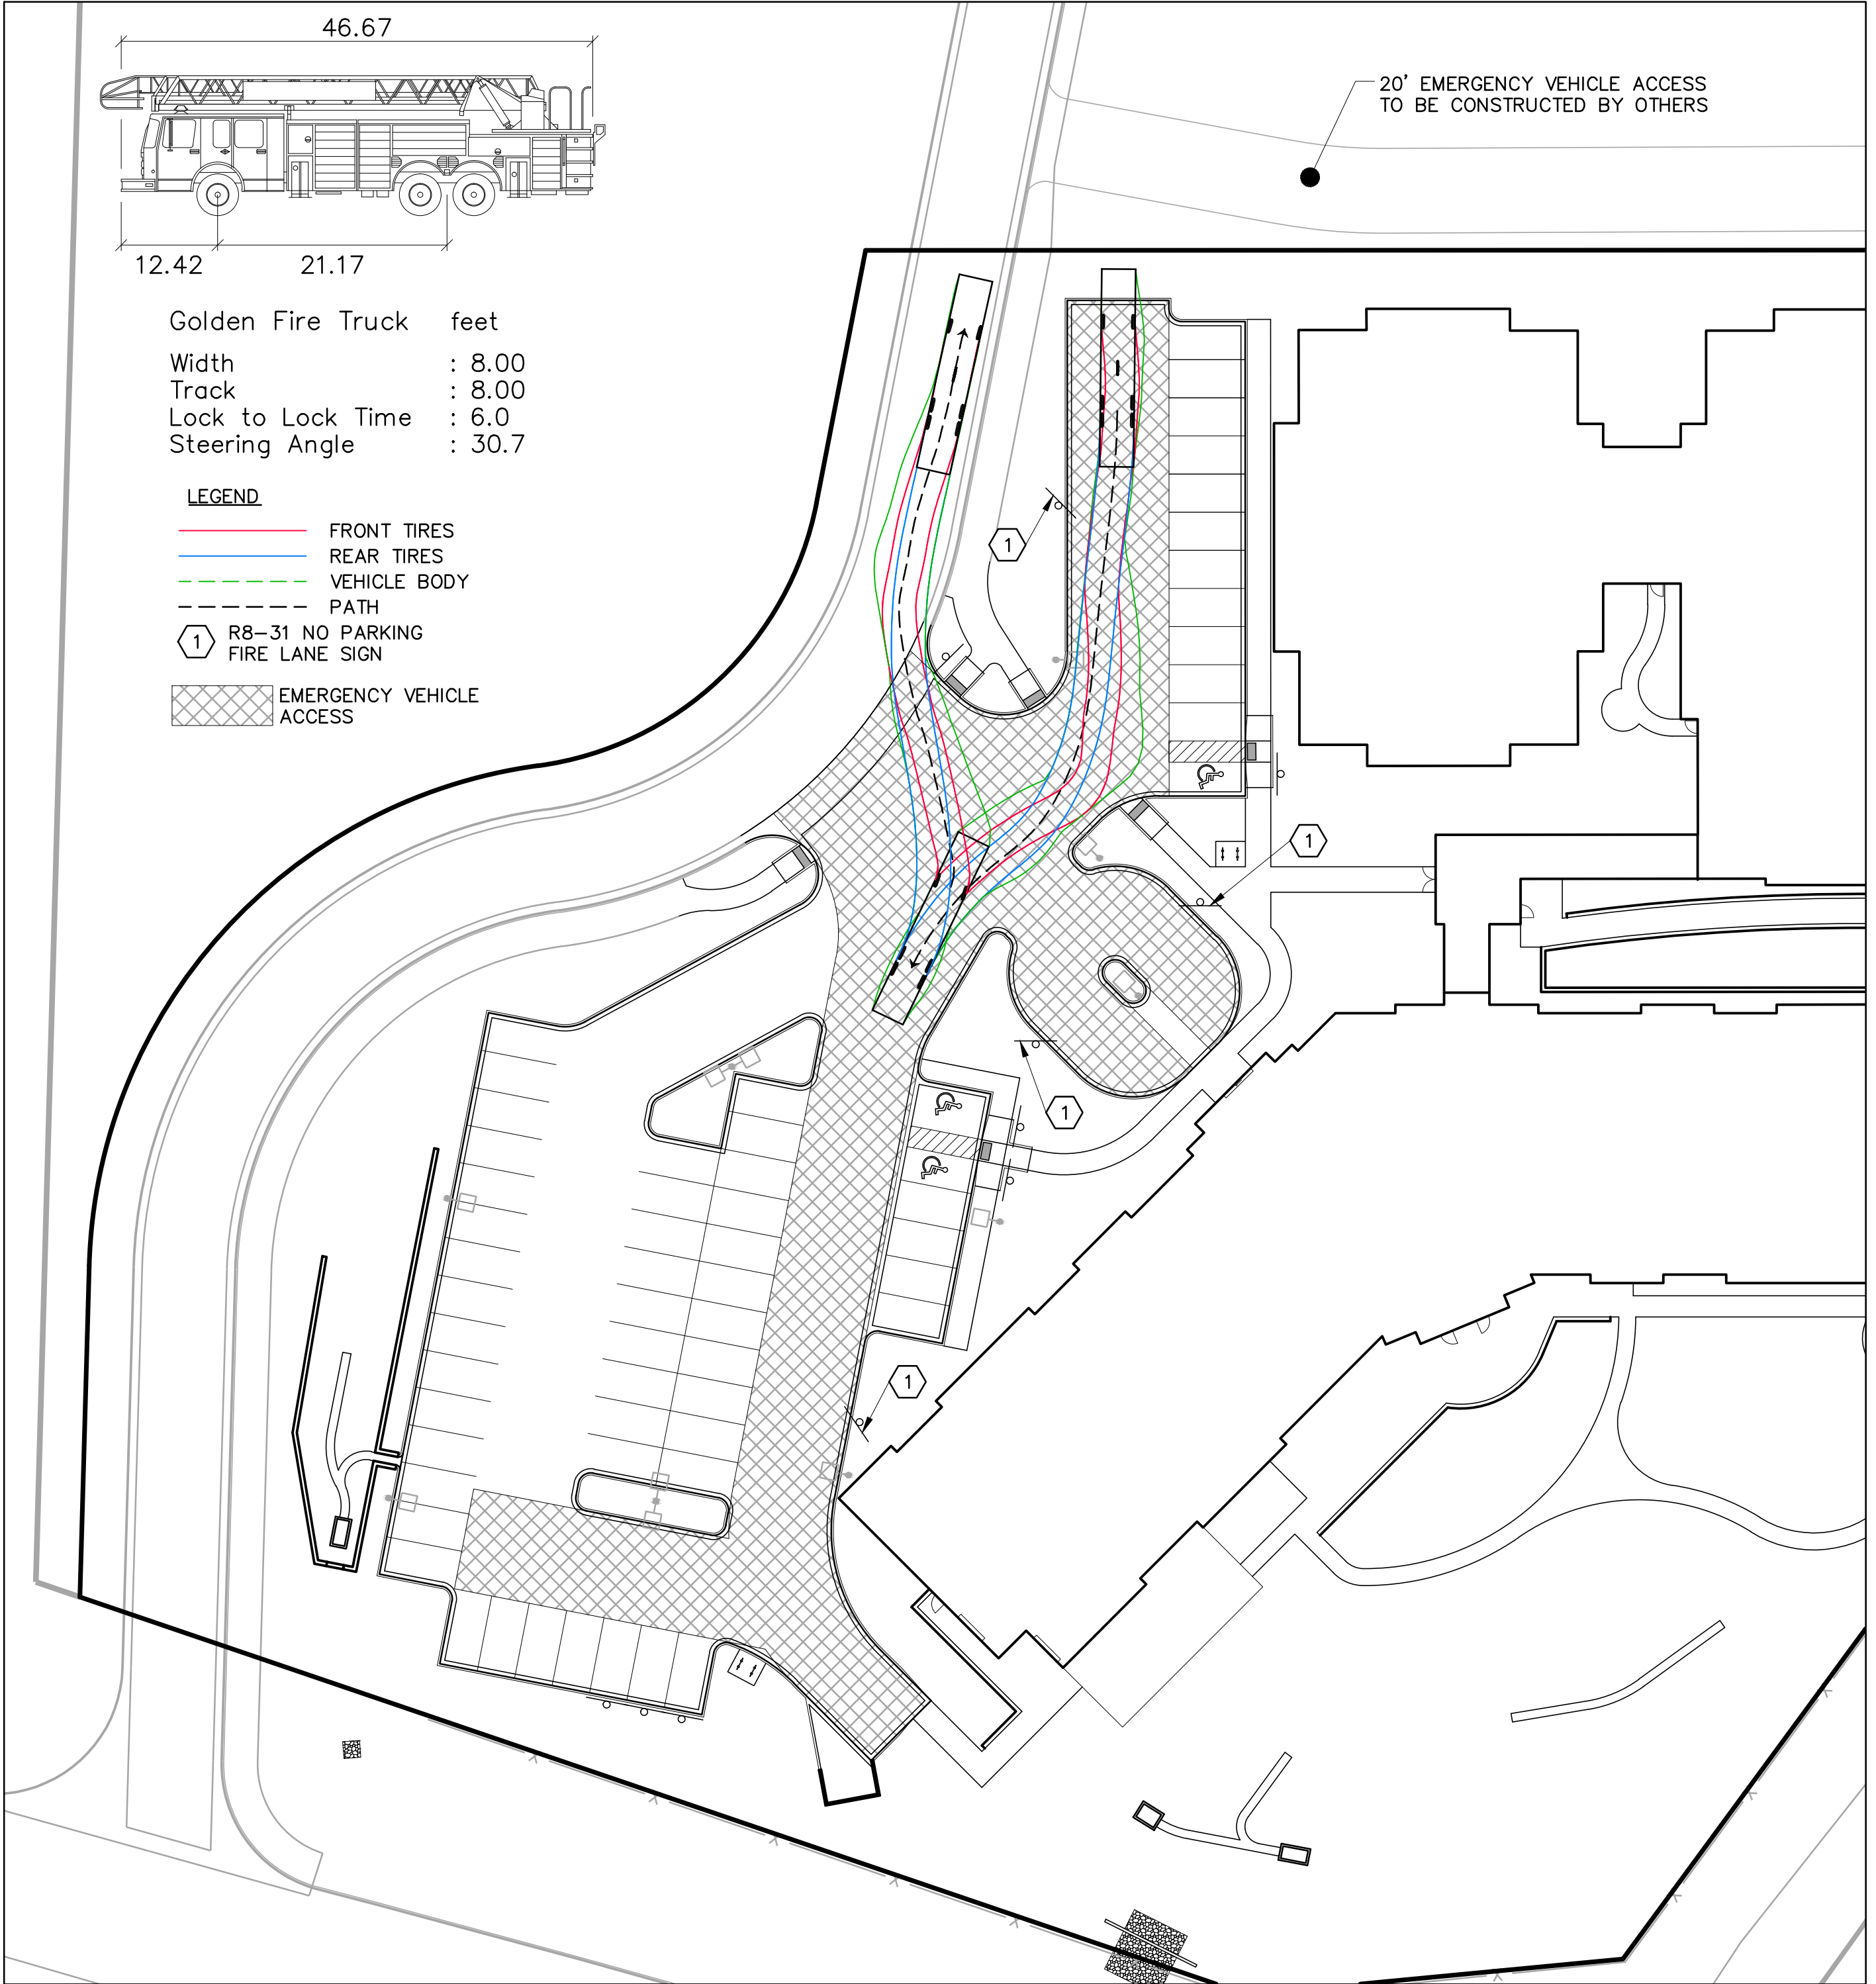 46.67
12.42 21.17
20' EMERGENCY VEHICLE ACCESS
TO BE CONSTRUCTED BY OTHERS
Golden Fire Truck feet
Width : 8.00
Track : 8.00
Lock to Lock Time : 6.0
Steering Angle : 30.7
LEGEND
FRONT TIRES
REAR TIRES
VEHICLE BODY
PATH
1 R8-31 NO PARKING
FIRE LANE SIGN
EMERGENCY VEHICLE
ACCESS
1
1
1
1